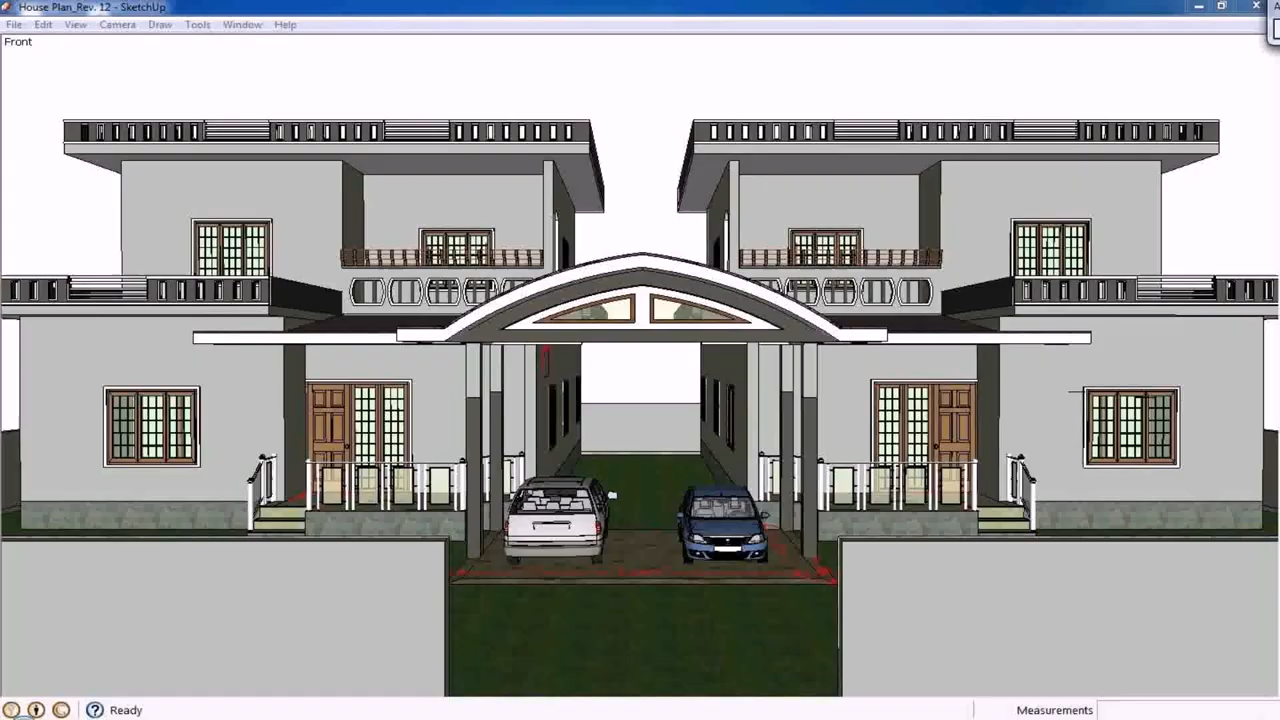 House Plan_Rev. 12 - SketchUp
File Edit View Camera Draw Tools Window Help
Front
Ready
Measurements